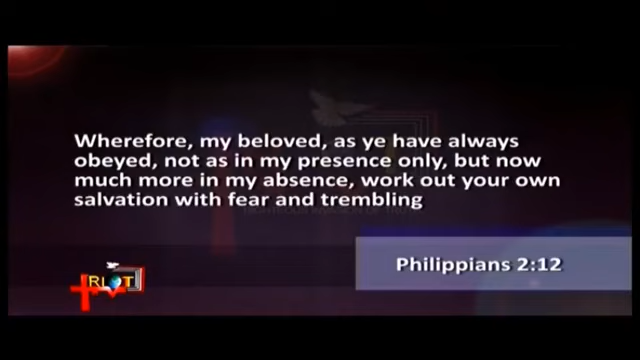 Wherefore, my beloved, as ye have always
obeyed, not as in my presence only, but now
much more in my absence, work out your own
salvation with fear and trembling
Philippians 2:12
RIOT